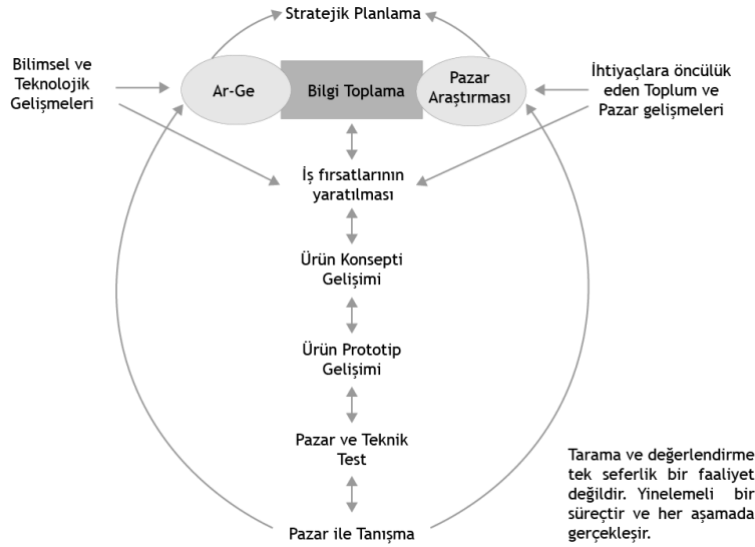 Stratejik Planlama
Bilimsel ve
Teknolojik
Gelişmeleri
Ar-Ge
Bilgi Toplama
Pazar
Araştırması
İhtiyaçlara öncülük
eden Toplum ve
Pazar gelişmeleri
İş fırsatlarının
yaratılması
Ürün Konsepti
Gelişimi
Ürün Prototip
Gelişimi
Pazar ve Teknik
Test
Pazar ile Tanışma
Tarama ve değerlendirme
tek seferlik bir faaliyet
değildir. Yinelemeli bir
süreçtir ve her aşamada
gerçekleşir.